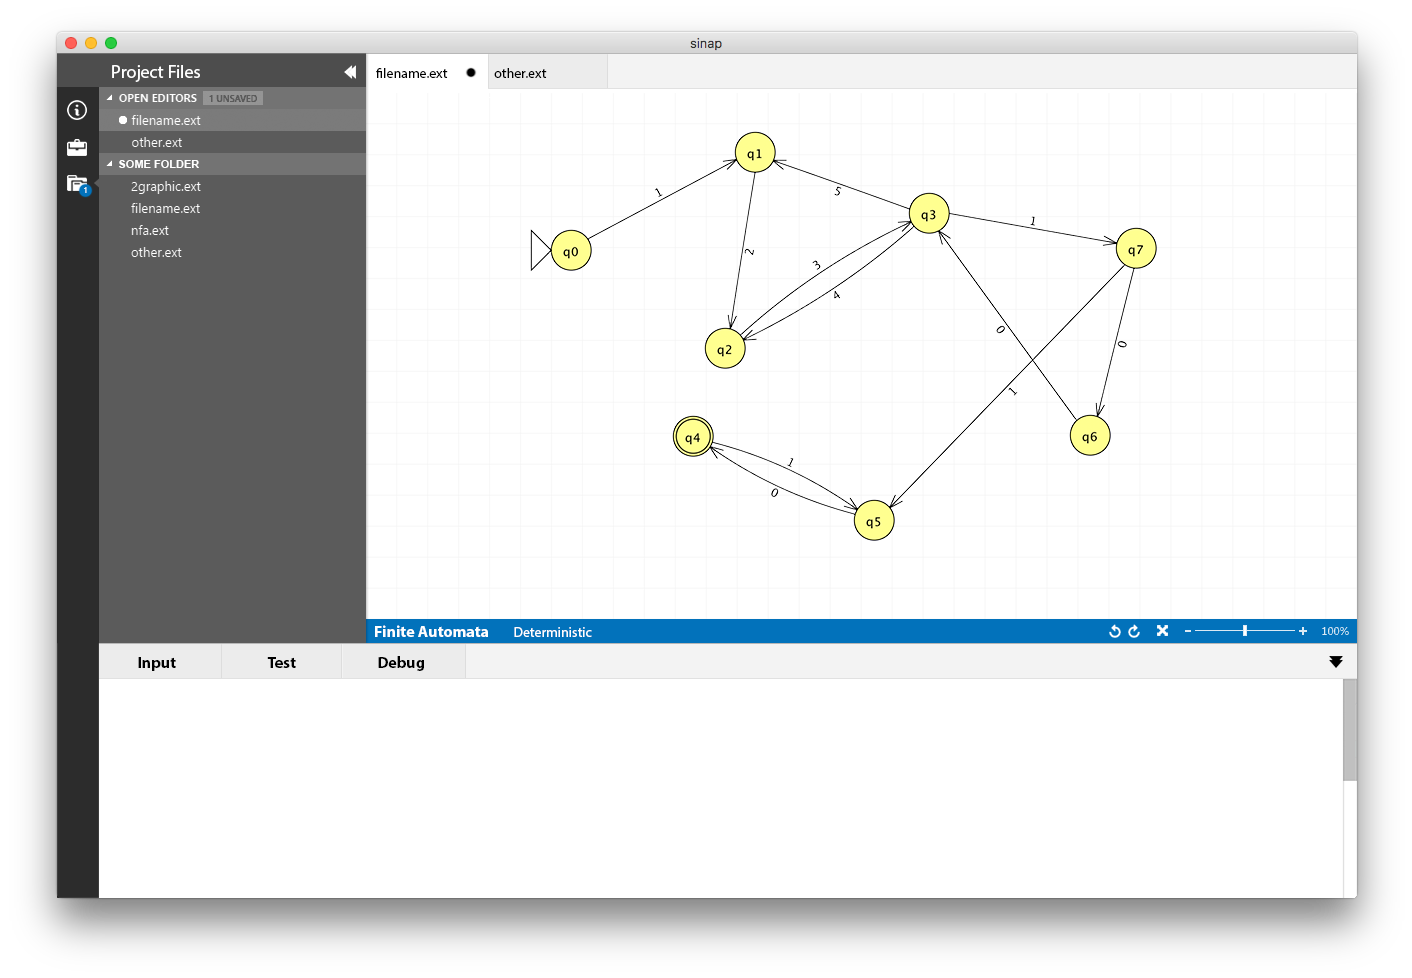 sinap
Project Files
filename.ext
other.ext
OPEN EDITORS 1 UNSAVED
filename.ext
other.ext
SOME FOLDER
2graphic.ext
filename.ext
nfa.ext
other.ext
1
q1
1
5
q3
1
q0
2
q7
3
4
0
0
q2
1
q4
q6
1
0
q5
Finite Automata Deterministic
100%
Input Test Debug